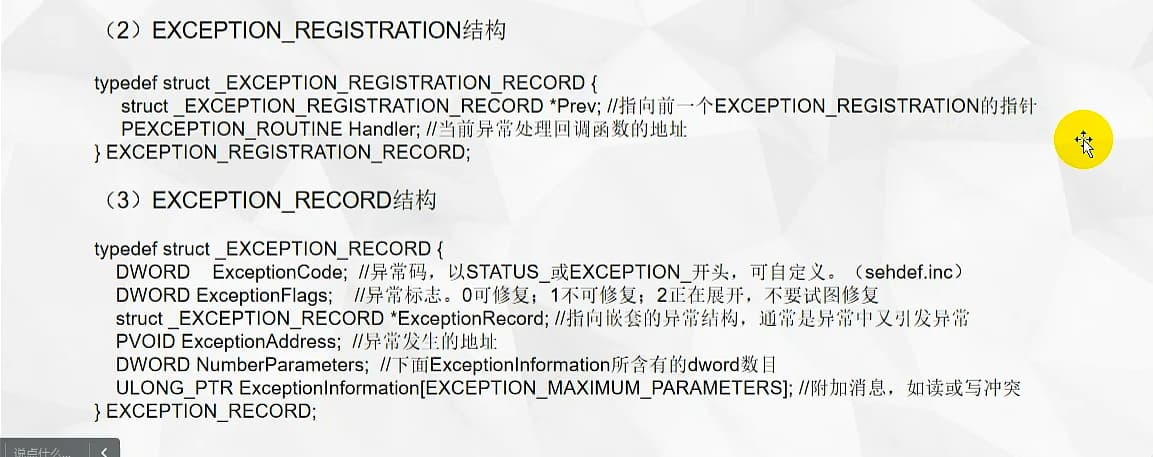 （2）EXCEPTION_REGISTRATION结构
typedef struct _EXCEPTION_REGISTRATION_RECORD {
struct _EXCEPTION_REGISTRATION_RECORD *Prev; //指向前一个EXCEPTION_REGISTRATION的指针
PEXCEPTION_ROUTINE Handler; //当前异常处理回调函数的地址
} EXCEPTION_REGISTRATION_RECORD;
（3）EXCEPTION_RECORD结构
typedef struct _EXCEPTION_RECORD {
DWORD ExceptionCode; //异常码，以STATUS_或EXCEPTION_开头，可自定义。（sehdef.inc）
DWORD ExceptionFlags; //异常标志。0可修复；1不可修复；2正在展开，不要试图修复
struct _EXCEPTION_RECORD *ExceptionRecord; //指向嵌套的异常结构，通常是异常中又引发异常
PVOID ExceptionAddress; //异常发生的地址
DWORD NumberParameters; //下面ExceptionInformation所含有的dword数目
ULONG_PTR ExceptionInformation[EXCEPTION_MAXIMUM_PARAMETERS]; //附加消息，如读或写冲突
} EXCEPTION_RECORD;
说点什么...